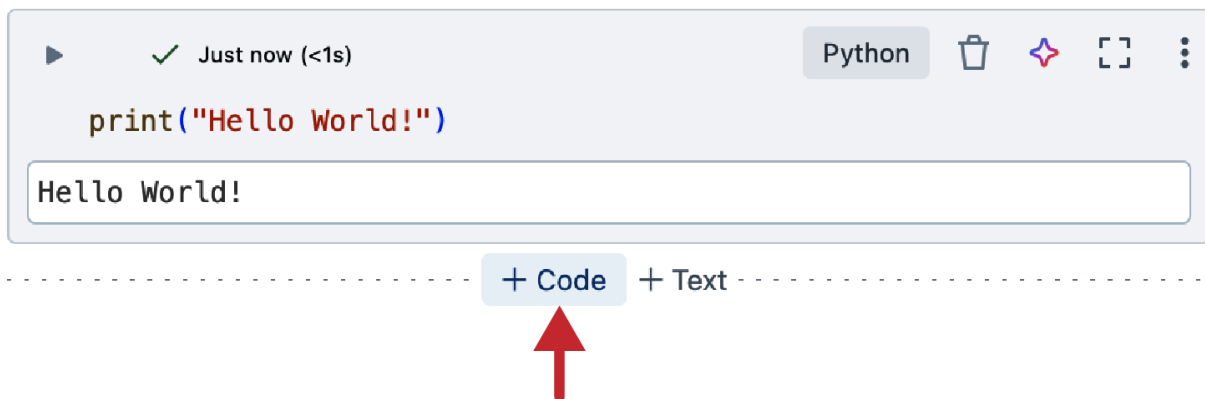 Just now (<1s) Python
print("Hello World!")
Hello World!
+ Code + Text